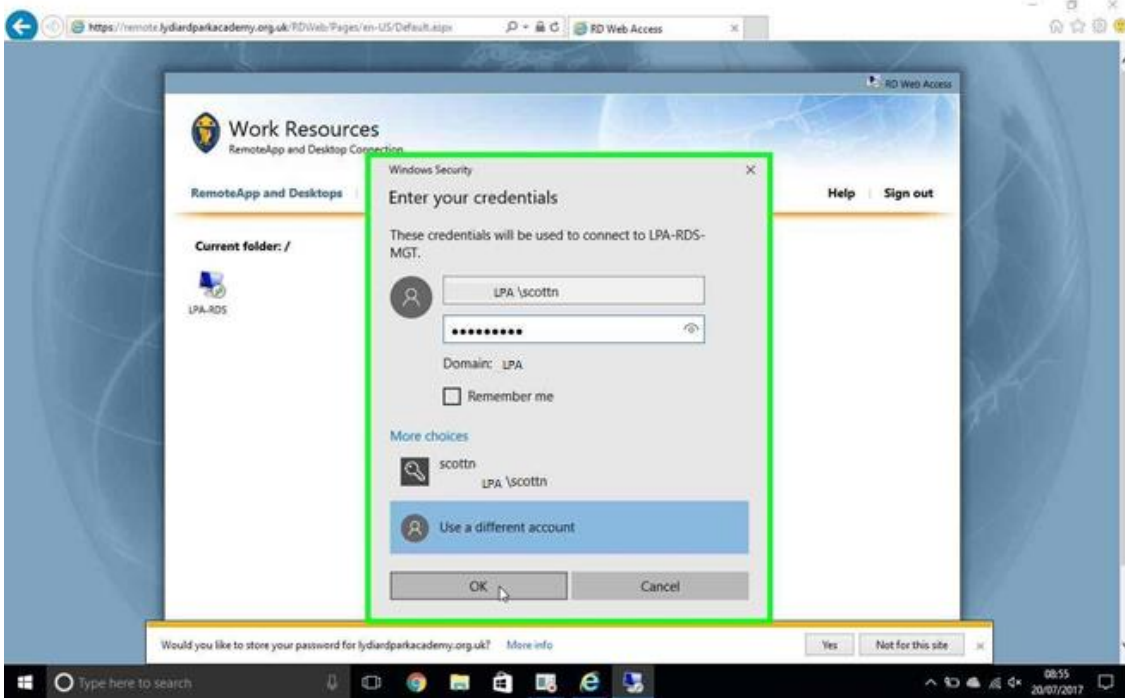 https://remote.lydiardparkacademy.org.uk/RDWeb/Pages/en-US/Default.aspx
RD Web Access
RD Web Access
Work Resources
RemoteApp and Desktop Connection
RemoteApp and Desktops
Help
Sign out
Current folder: /
LPA-RDS
Windows Security
Enter your credentials
These credentials will be used to connect to LPA-RDS-
MGT.
LPA \scottn
Domain: LPA
Remember me
More choices
scottn
LPA \scottn
Use a different account
OK
Cancel
Would you like to store your password for lydiardparkacademy.org.uk? More info
Yes
Not for this site
Type here to search
08:55
20/07/2017